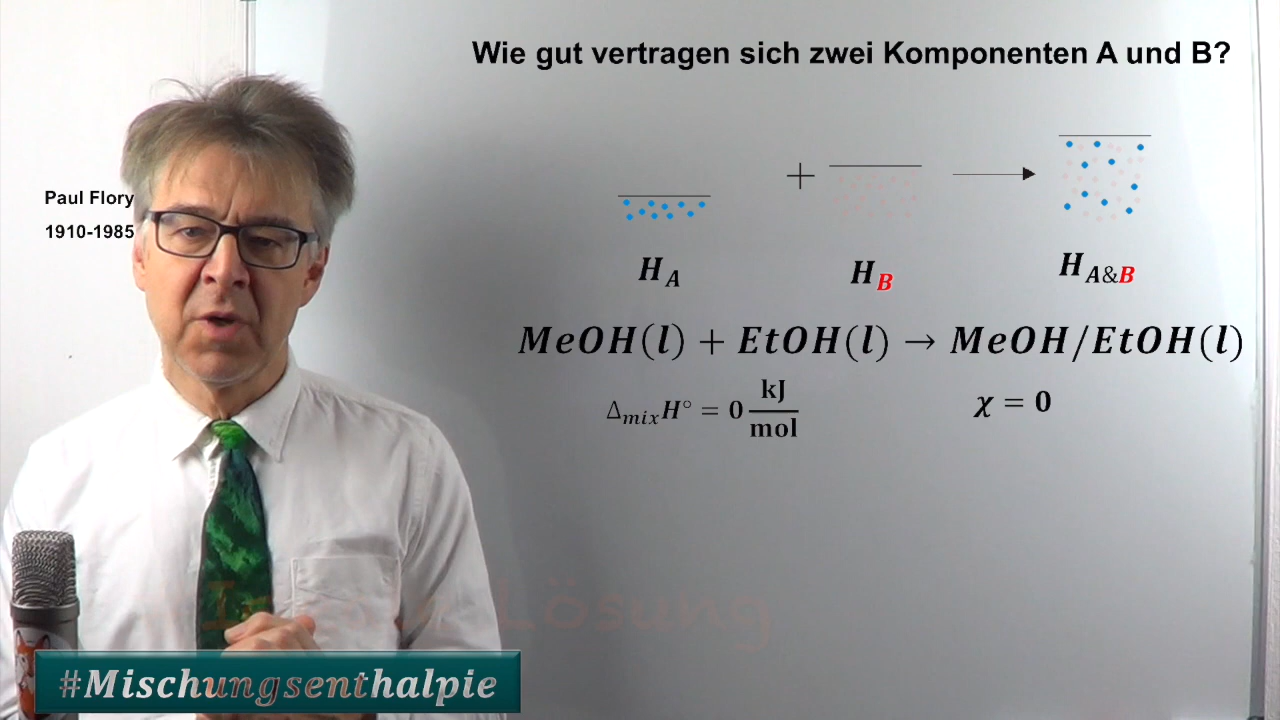 Wie gut vertragen sich zwei Komponenten A und B?
Paul Flory
1910-1985
+
H_A
H_B
H_A&B
MeOH(l) + EtOH(l) → MeOH/EtOH(l)
Δ_mix H° = 0 kJ/mol
χ = 0
Lösung
#Mischungsenthalpie